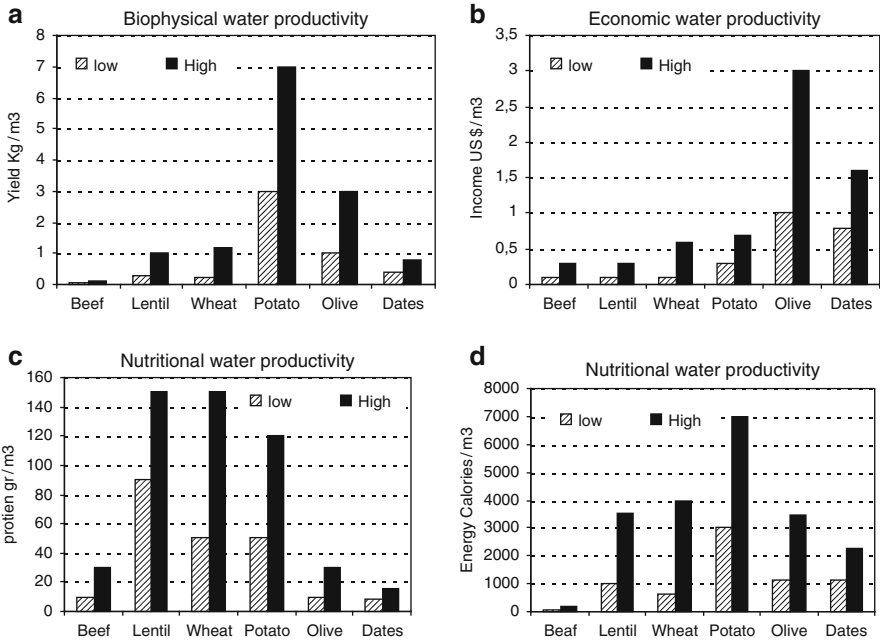 a
Biophysical water productivity
8
7
6
5
4
3
2
1
0
Yield Kg/m3
low High
Beef Lentil Wheat Potato Olive Dates
b
Economic water productivity
3,5
3
2,5
2
1,5
1
0,5
0
Income US$/m3
low High
Beef Lentil Wheat Potato Olive Dates
c
Nutritional water productivity
160
140
120
100
80
60
40
20
0
protien gr/m3
low High
Beef Lentil Wheat Potato Olive Dates
d
Nutritional water productivity
8000
7000
6000
5000
4000
3000
2000
1000
0
Energy Calories/m3
low High
Beaf Lentil Wheat Potato Olive Dates